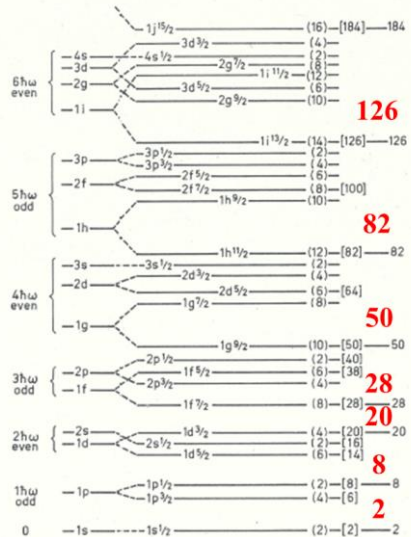 1j15/2 (16) [184] 184
3d3/2 (4)
4s 4s1/2 (2)
3d 2g7/2 (8)
6ħω 1i11/2 (12)
even 2g 3d5/2 (6)
2g9/2 (10)
1i
126
1i13/2 (14) [126] 126
3p 3p1/2 (2)
3p3/2 (4)
5ħω 2f 2f5/2 (6)
odd 2f7/2 (8) [100]
1h9/2 (10)
1h
82
1h11/2 (12) [82] 82
3s 3s1/2 (2)
2d 2d3/2 (4)
4ħω 2d5/2 (6) [64]
even 1g7/2 (8)
1g
50
1g9/2 (10) [50] 50
2p 2p1/2 (2) [40]
3ħω 1f5/2 (6) [38]
odd 1f 2p3/2 (4)
28
1f7/2 (8) [28] 28
20
2s 1d3/2 (4) [20] 20
2ħω 1d 2s1/2 (2) [16]
even 1d5/2 (6) [14]
8
1ħω 1p 1p1/2 (2) [8] 8
odd 1p3/2 (4) [6]
2
0 1s 1s1/2 (2) [2] 2